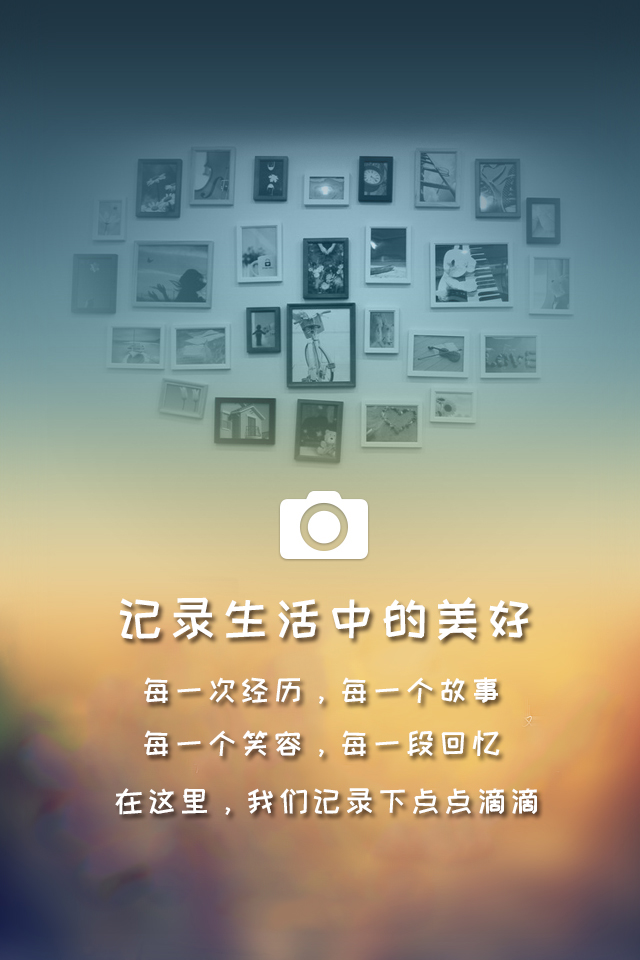 记录生活中的美好
每一次经历，每一个故事
每一个笑容，每一段回忆
在这里，我们记录下点点滴滴